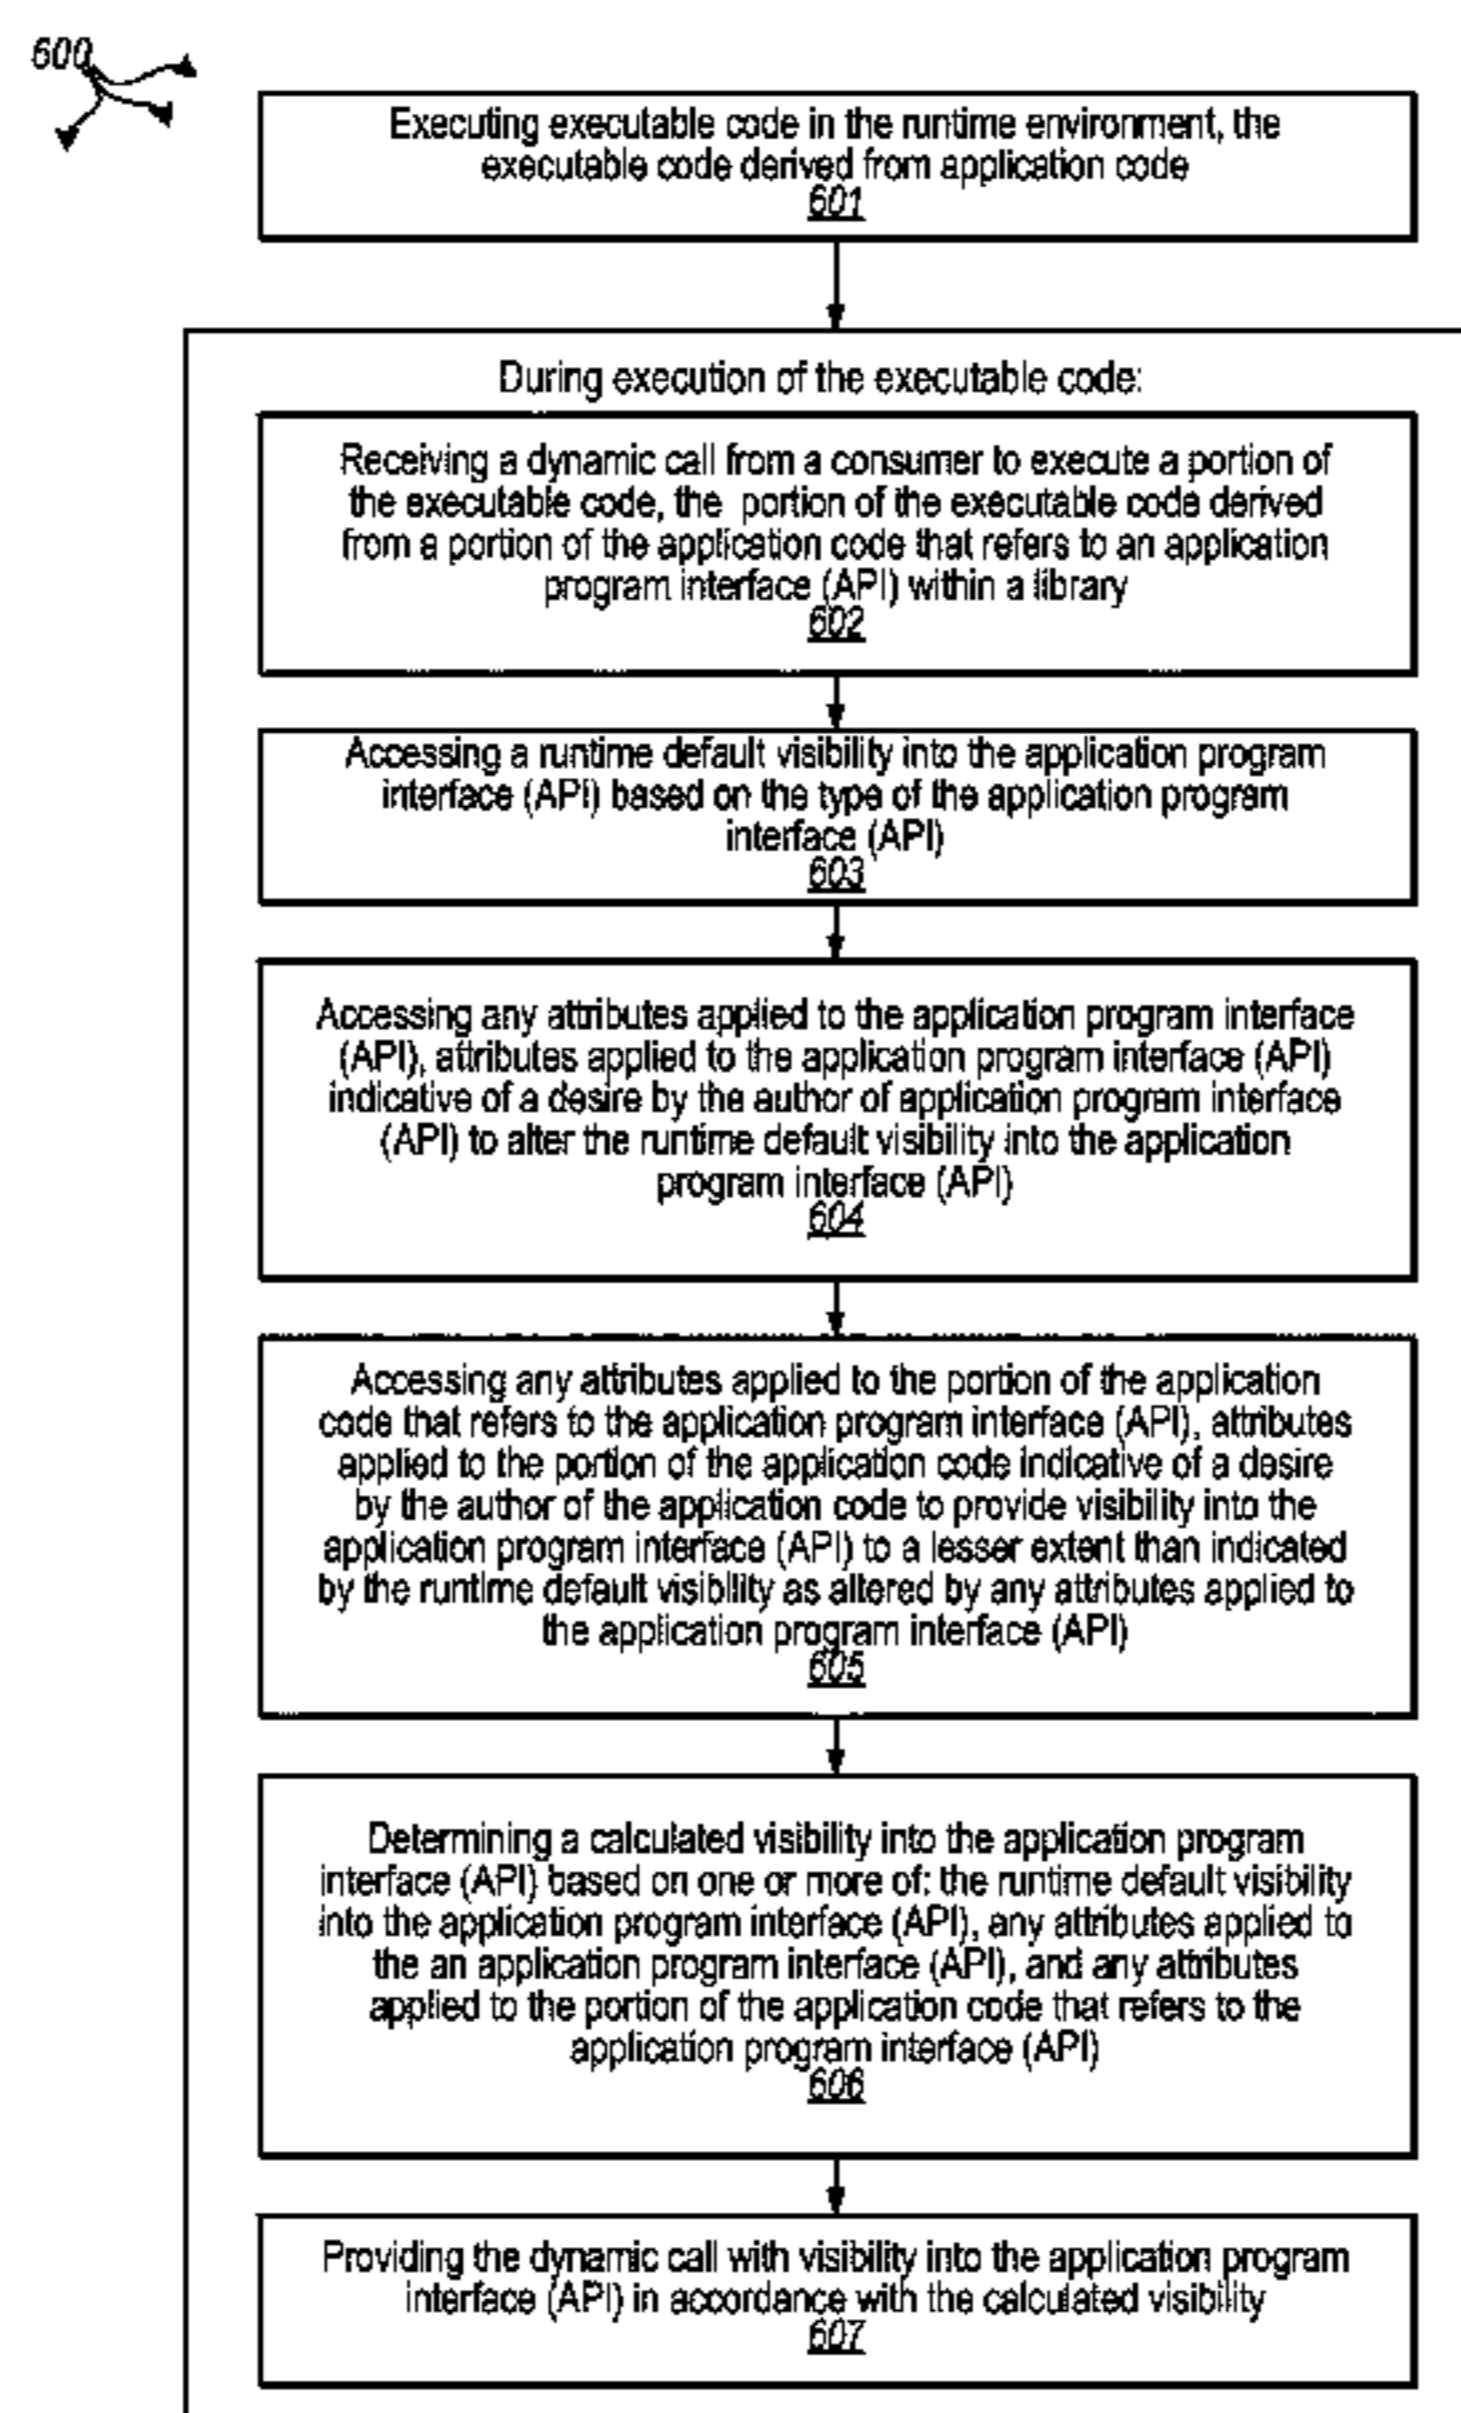 600
Executing executable code in the runtime environment, the
executable code derived from application code
601
During execution of the executable code:
Receiving a dynamic call from a consumer to execute a portion of
the executable code, the portion of the executable code derived
from a portion of the application code that refers to an application
program interface (API) within a library
602
Accessing a runtime default visibility into the application program
interface (API) based on the type of the application program
interface (API)
603
Accessing any attributes applied to the application program interface
(API), attributes applied to the application program interface (API)
indicative of a desire by the author of application program interface
(API) to alter the runtime default visibility into the application
program interface (API)
604
Accessing any attributes applied to the portion of the application
code that refers to the application program interface (API), attributes
applied to the portion of the application code indicative of a desire
by the author of the application code to provide visibility into the
application program interface (API) to a lesser extent than indicated
by the runtime default visibility as altered by any attributes applied to
the application program interface (API)
605
Determining a calculated visibility into the application program
interface (API) based on one or more of: the runtime default visibility
into the application program interface (API), any attributes applied to
the an application program interface (API), and any attributes
applied to the portion of the application code that refers to the
application program interface (API)
606
Providing the dynamic call with visibility into the application program
interface (API) in accordance with the calculated visibility
607